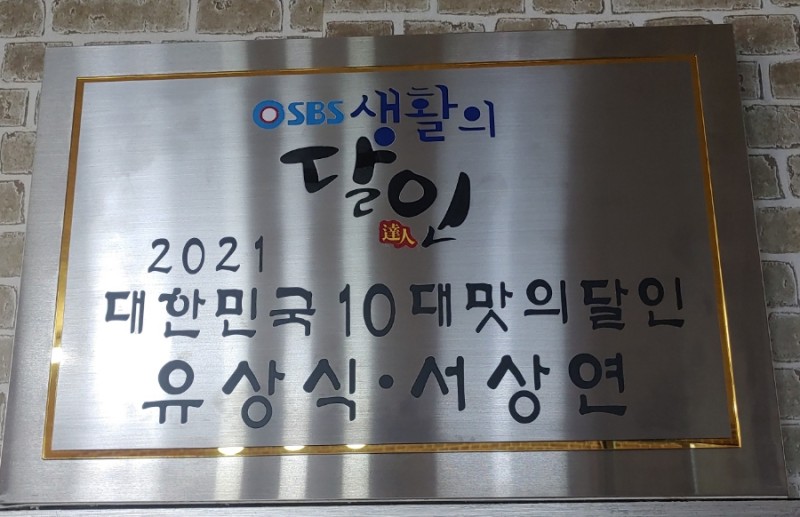 SBS 생활의
달인
達人
2021
대한민국 10대맛의달인
유상식·서상연